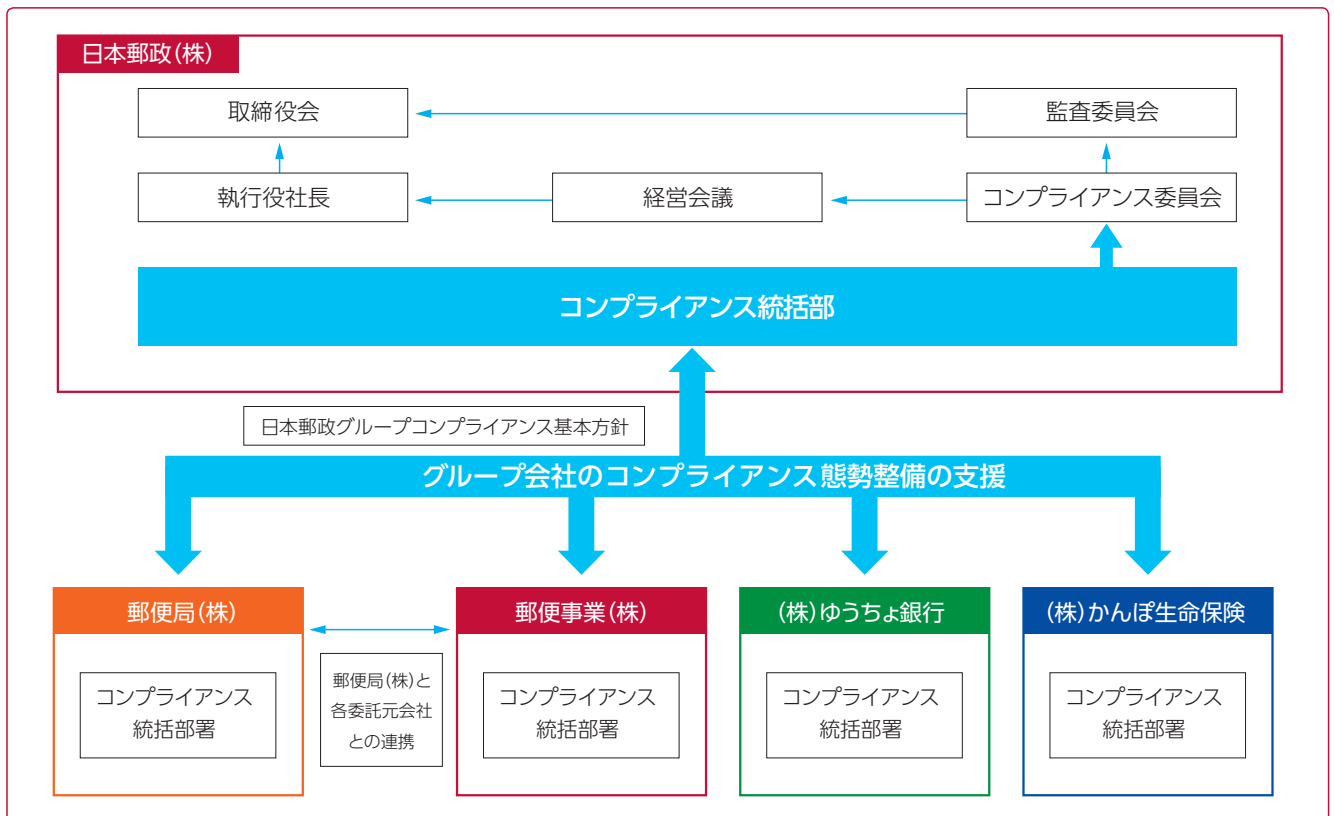 日本郵政(株)
取締役会
監査委員会
執行役社長
経営会議
コンプライアンス委員会
コンプライアンス統括部
日本郵政グループコンプライアンス基本方針
グループ会社のコンプライアンス態勢整備の支援
郵便局(株)
郵便事業(株)
(株)ゆうちょ銀行
(株)かんぽ生命保険
コンプライアンス
統括部署
郵便局(株)と
各委託元会社
との連携
コンプライアンス
統括部署
コンプライアンス
統括部署
コンプライアンス
統括部署